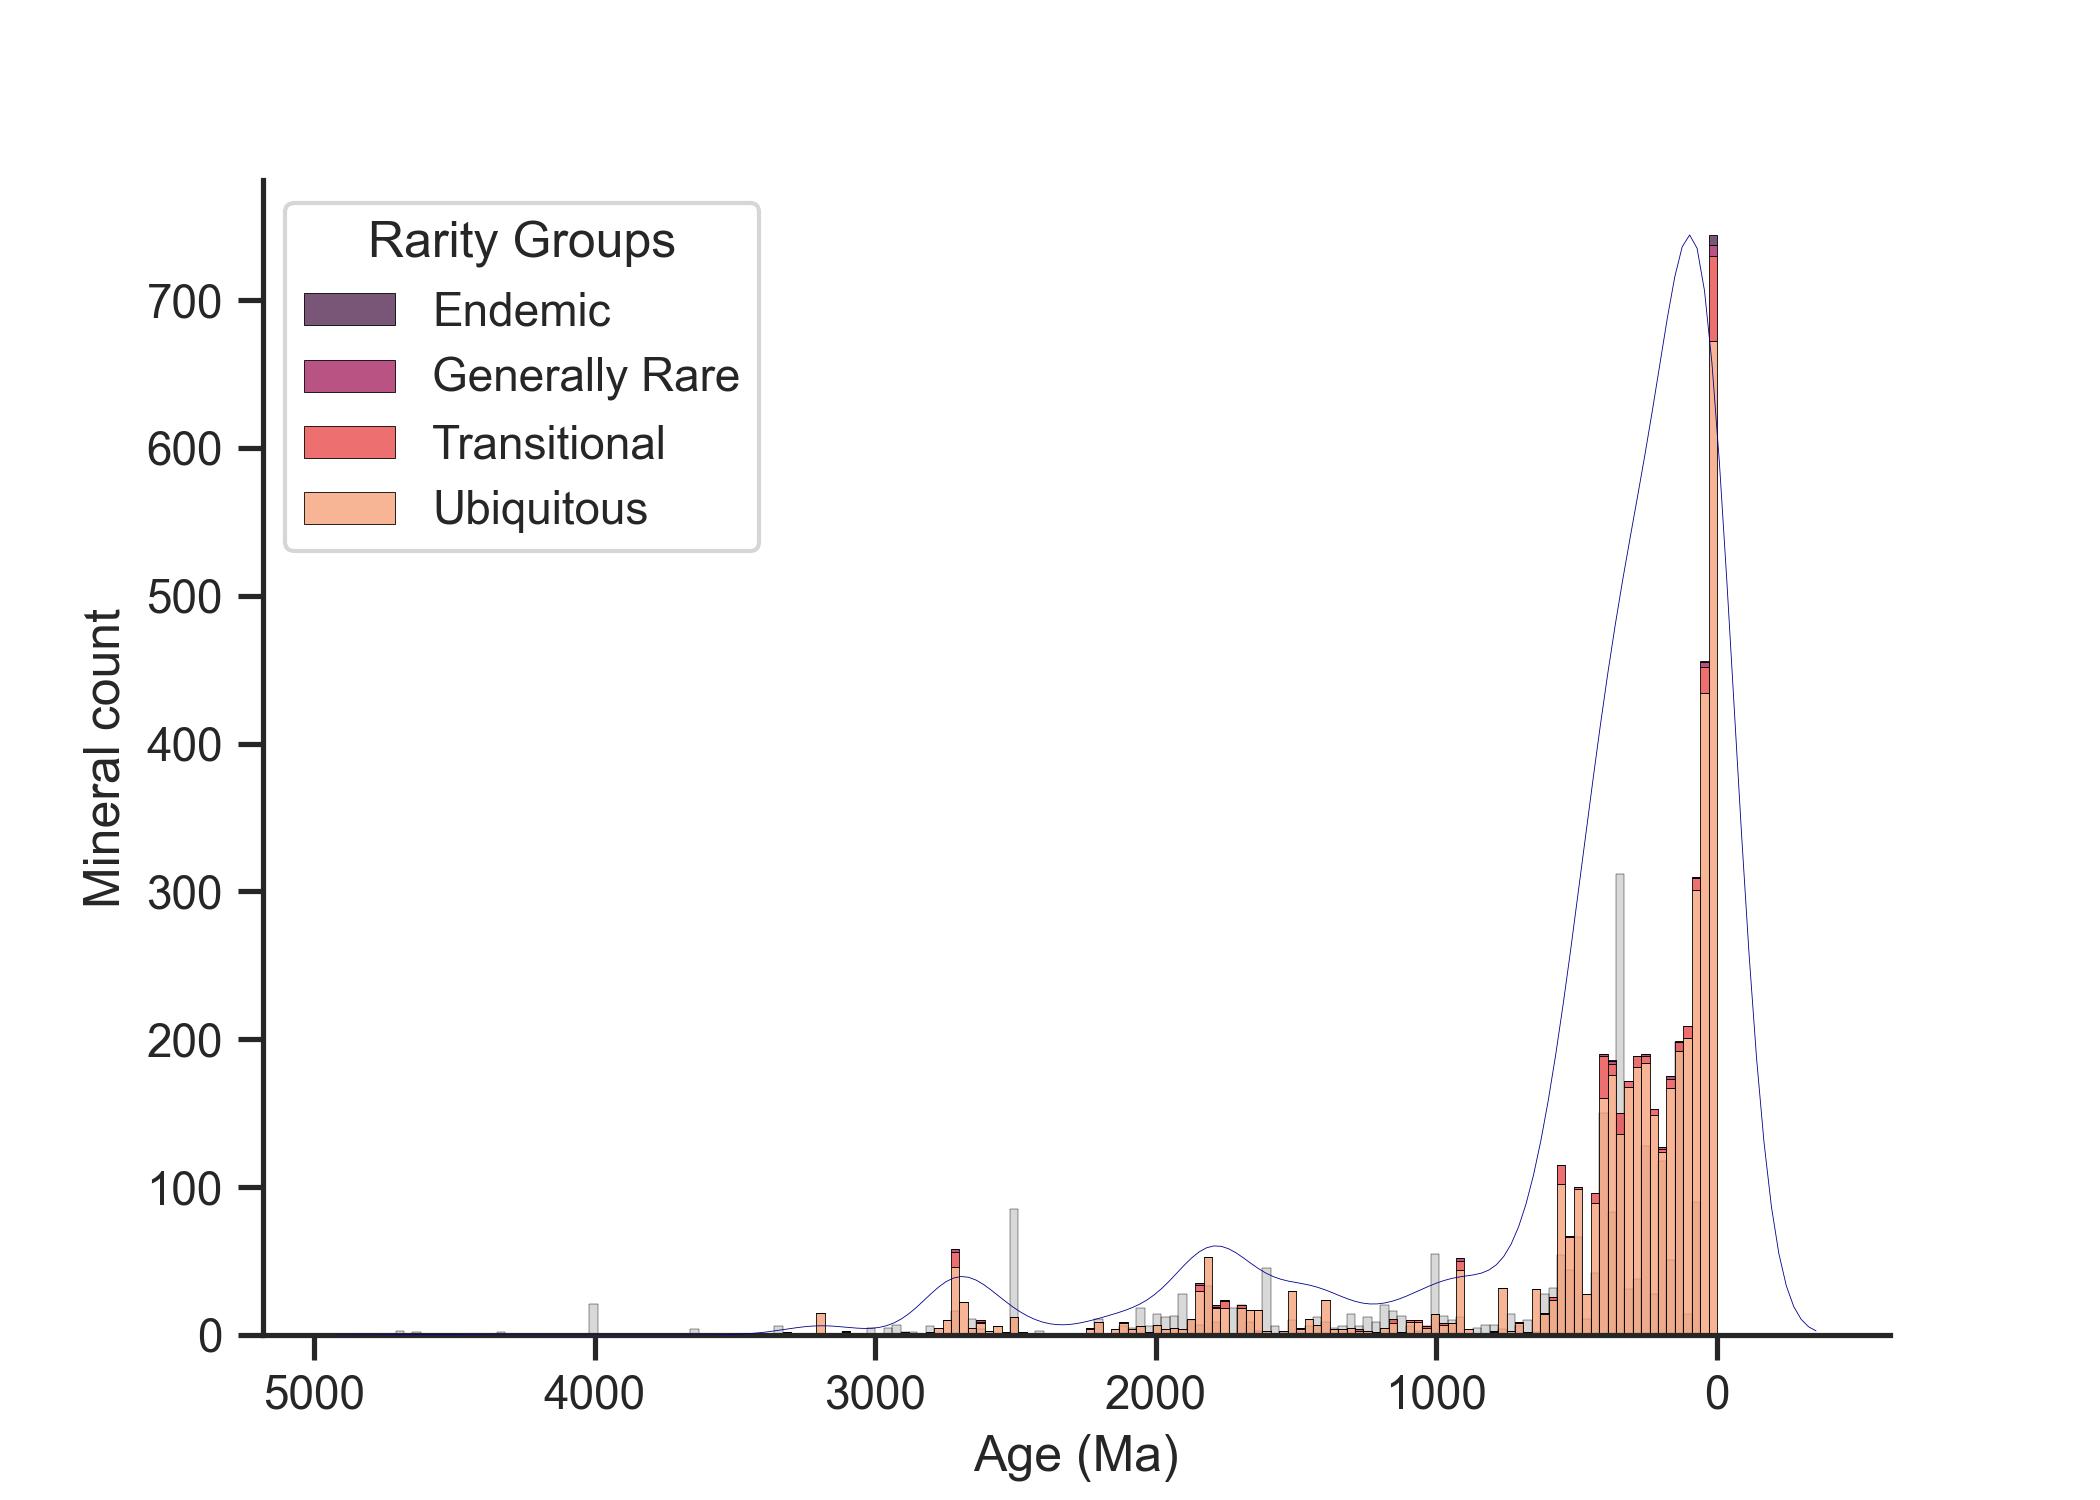 Rarity Groups
Endemic
Generally Rare
Transitional
Ubiquitous
Mineral count
700
600
500
400
300
200
100
0
5000 4000 3000 2000 1000 0
Age (Ma)